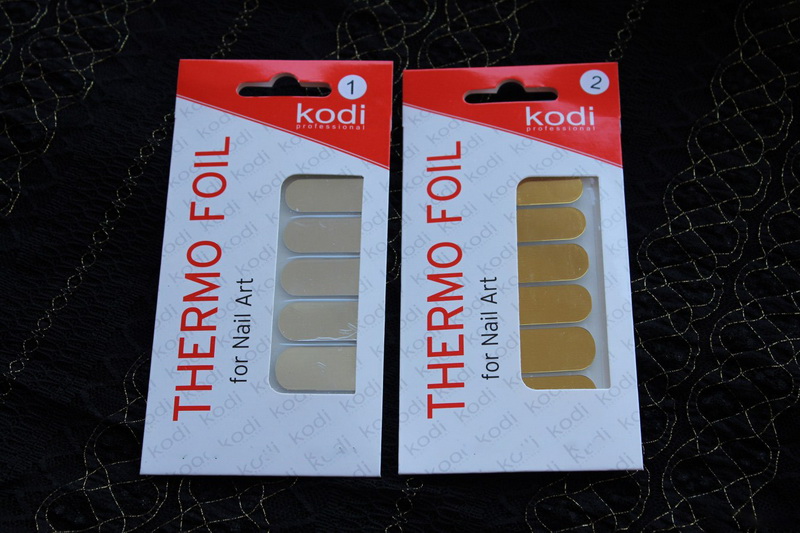 1
kodi
professional
THERMO FOIL
for Nail Art
2
kodi
professional
THERMO FOIL
for Nail Art